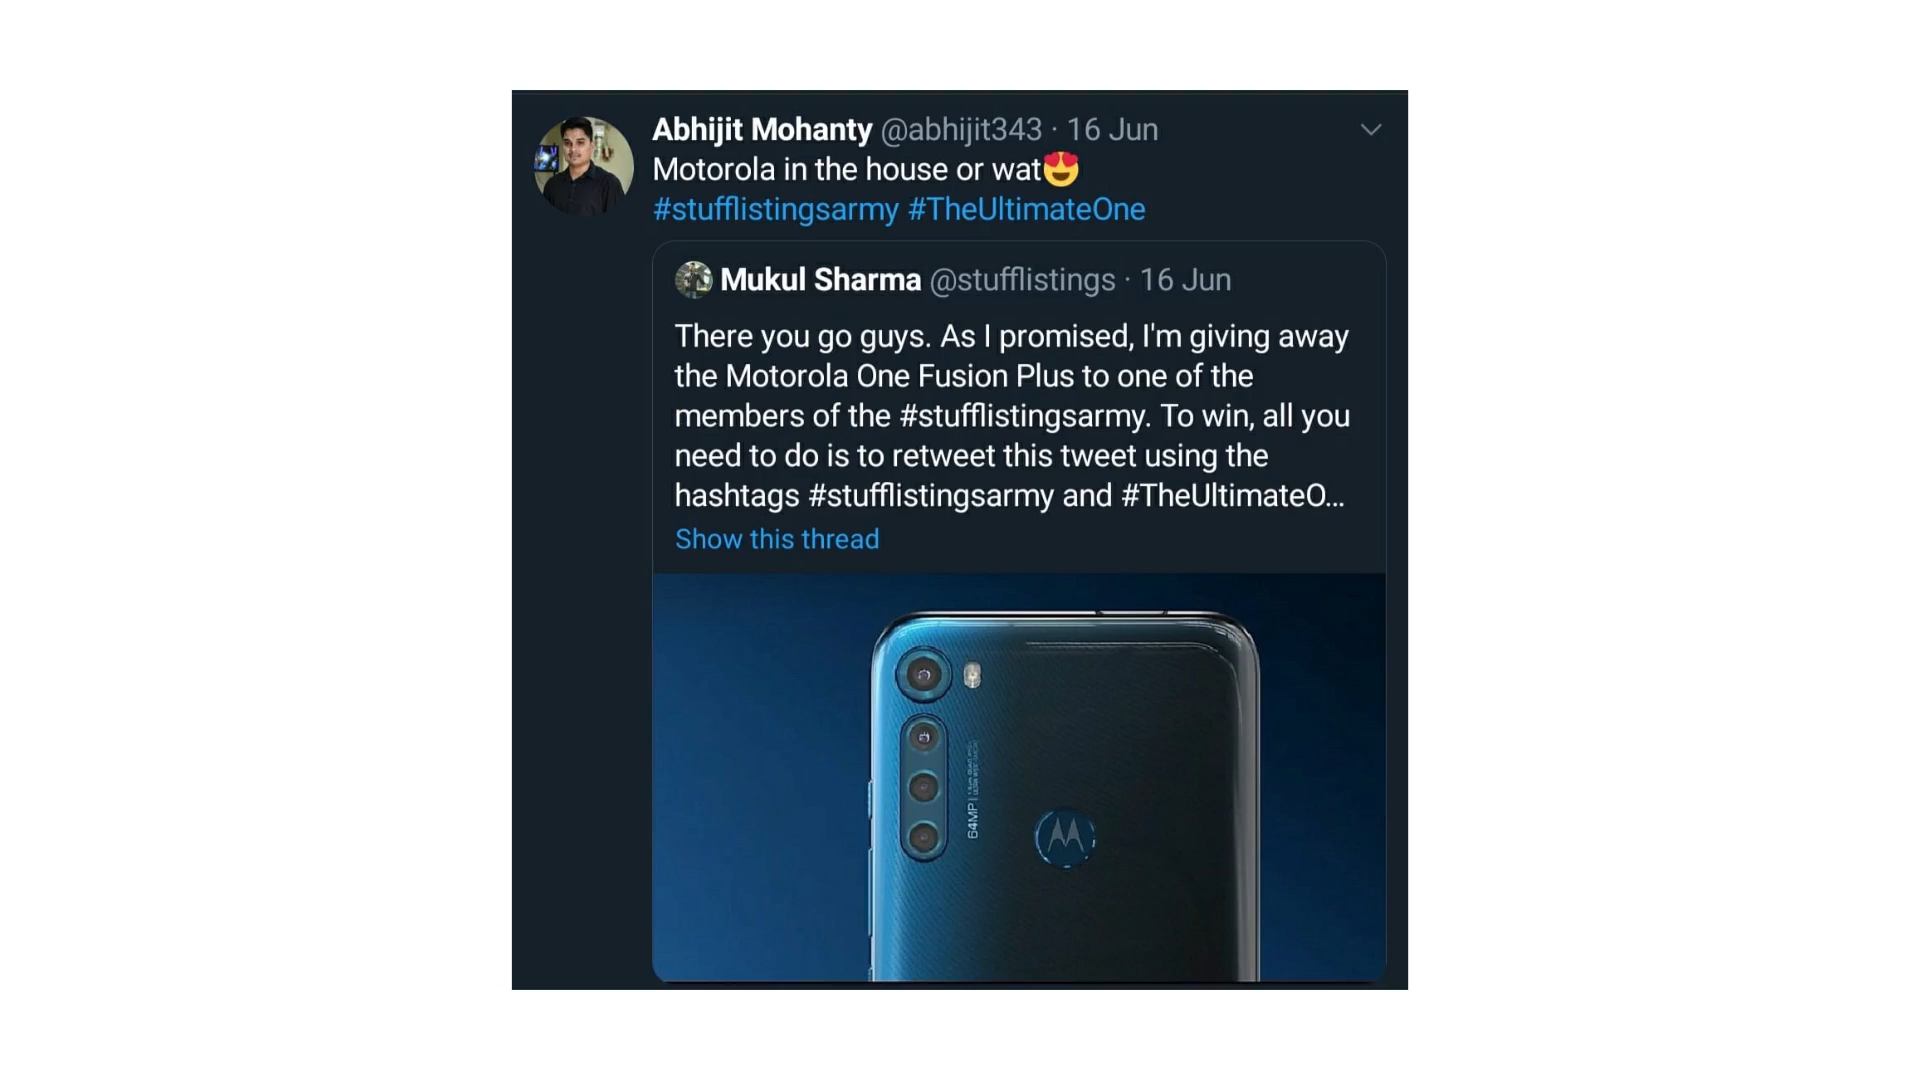 Abhijit Mohanty @abhijit343 · 16 Jun
Motorola in the house or wat😍
#stufflistingsarmy #TheUltimateOne
Mukul Sharma @stufflistings · 16 Jun
There you go guys. As I promised, I'm giving away
the Motorola One Fusion Plus to one of the
members of the #stufflistingsarmy. To win, all you
need to do is to retweet this tweet using the
hashtags #stufflistingsarmy and #TheUltimateO...
Show this thread
64MP |